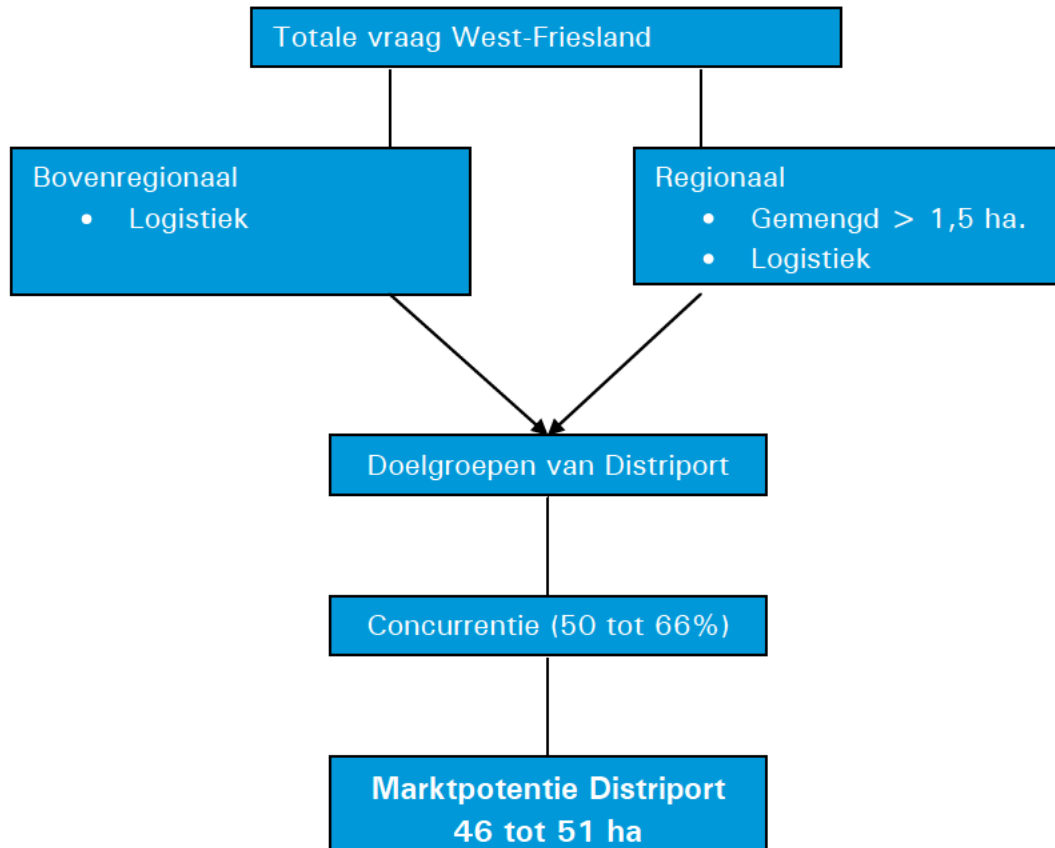 Totale vraag West-Friesland
Bovenregionaal
• Logistiek
Regionaal
• Gemengd > 1,5 ha.
• Logistiek
Doelgroepen van Distriport
Concurrentie (50 tot 66%)
Marktpotentie Distriport
46 tot 51 ha